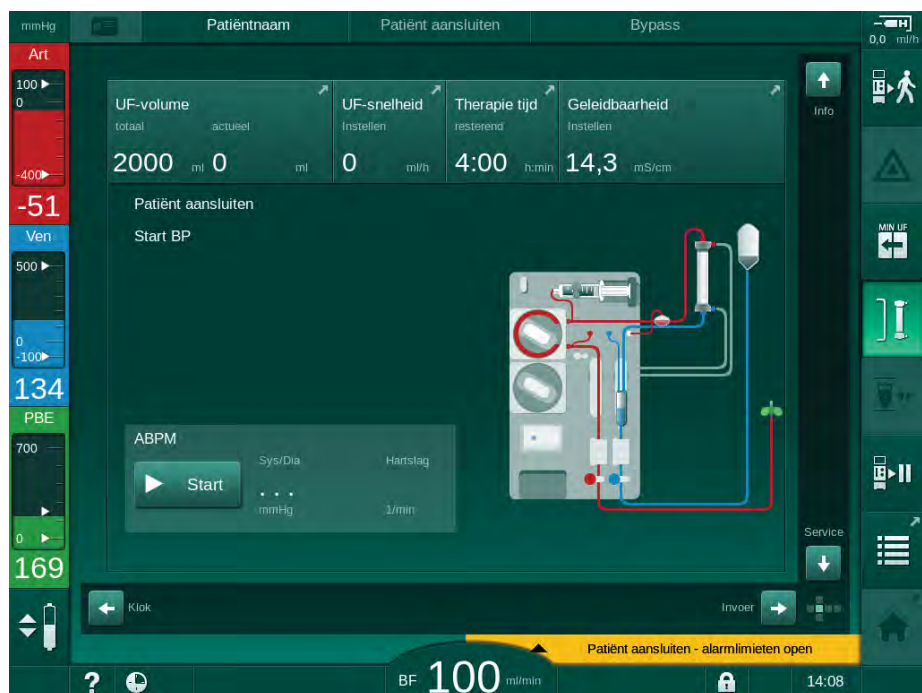 mmHg
Patiëntnaam
Patiënt aansluiten
Bypass
0,0 ml/h
Art
100
0
-400
-51
Ven
500
0
-100
134
PBE
700
0
169
UF-volume
totaal actueel
2000 ml 0 ml
UF-snelheid
Instellen
0 ml/h
Therapie tijd
resterend
4:00 h:min
Geleidbaarheid
Instellen
14,3 mS/cm
Info
MIN UF
Patiënt aansluiten
Start BP
ABPM
Sys/Dia Hartslag
Start
. . .
mmHg 1/min
Service
Klok
Invoer
Patiënt aansluiten - alarmlimieten open
?
BF 100 ml/min
14:08